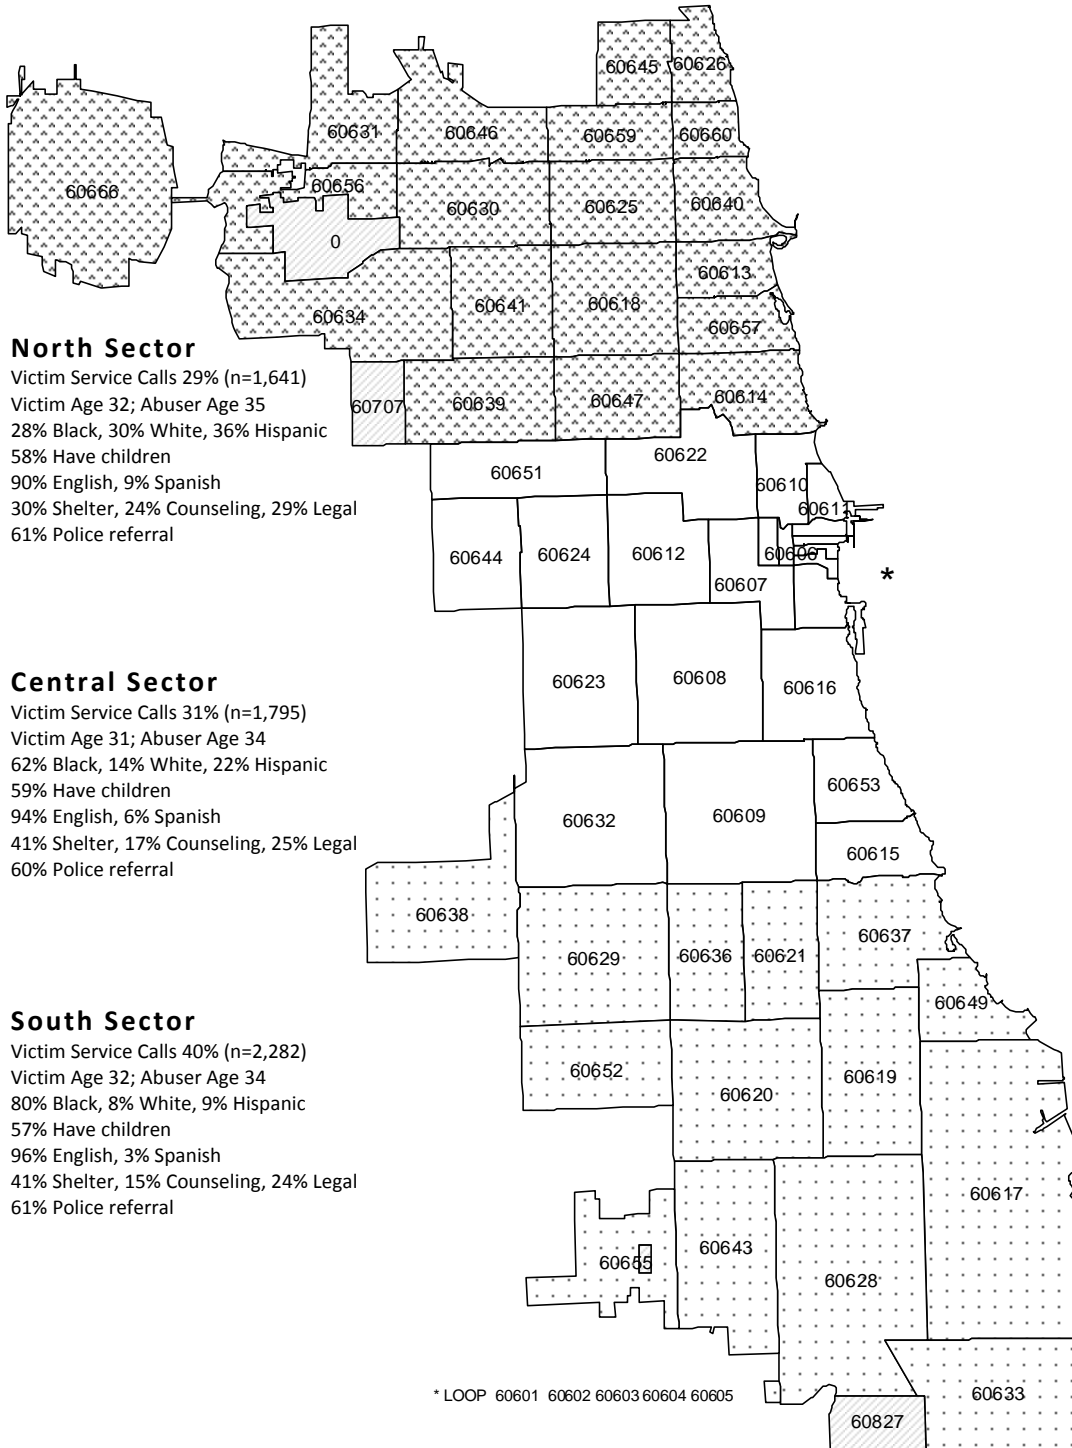 60645
60626
60631
60646
60659
60660
60666
60656
60630
60625
60640
0
60613
60634
60641
60618
60657
North Sector
Victim Service Calls 29% (n=1,641)
Victim Age 32; Abuser Age 35
28% Black, 30% White, 36% Hispanic
58% Have children
90% English, 9% Spanish
30% Shelter, 24% Counseling, 29% Legal
61% Police referral
60707
60639
60647
60614
60651
60622
60610
60611
60644
60624
60612
60606
60607
*
60623
60608
60616
Central Sector
Victim Service Calls 31% (n=1,795)
Victim Age 31; Abuser Age 34
62% Black, 14% White, 22% Hispanic
59% Have children
94% English, 6% Spanish
41% Shelter, 17% Counseling, 25% Legal
60% Police referral
60653
60632
60609
60615
60638
60629
60636
60621
60637
60649
South Sector
Victim Service Calls 40% (n=2,282)
Victim Age 32; Abuser Age 34
80% Black, 8% White, 9% Hispanic
57% Have children
96% English, 3% Spanish
41% Shelter, 15% Counseling, 24% Legal
61% Police referral
60652
60620
60619
60617
60643
60655
60628
* LOOP 60601 60602 60603 60604 60605
60633
60827